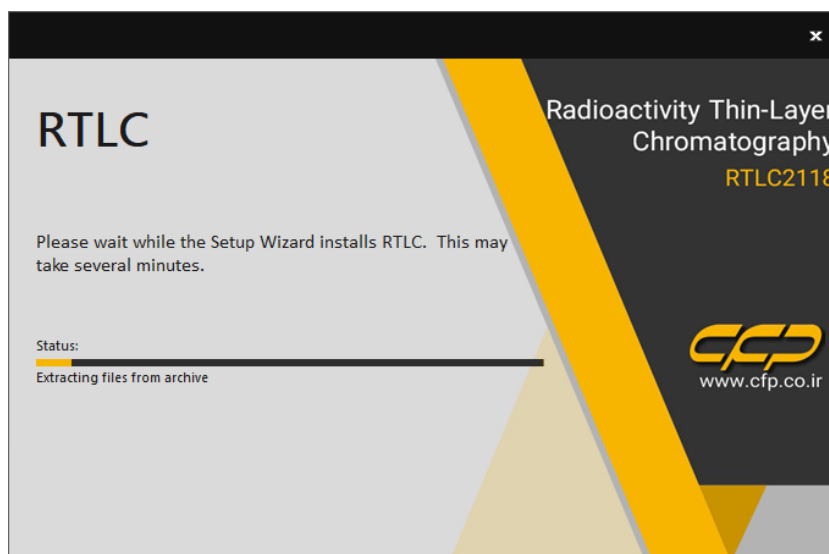 x
RTLC
Radioactivity Thin-Layer
Chromatography
RTLC2118
Please wait while the Setup Wizard installs RTLC. This may
take several minutes.
Status:
Extracting files from archive
cfp
www.cfp.co.ir